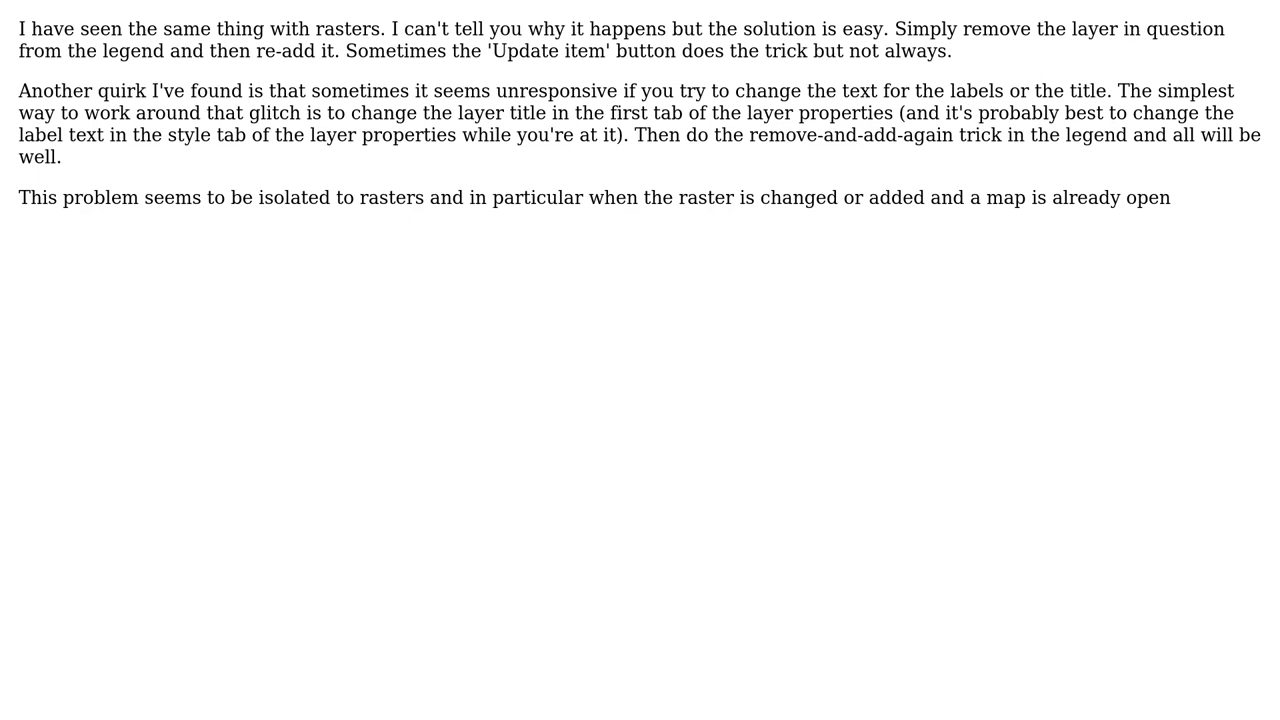 I have seen the same thing with rasters. I can't tell you why it happens but the solution is easy. Simply remove the layer in question
from the legend and then re-add it. Sometimes the 'Update item' button does the trick but not always.
Another quirk I've found is that sometimes it seems unresponsive if you try to change the text for the labels or the title. The simplest
way to work around that glitch is to change the layer title in the first tab of the layer properties (and it's probably best to change the
label text in the style tab of the layer properties while you're at it). Then do the remove-and-add-again trick in the legend and all will be
well.
This problem seems to be isolated to rasters and in particular when the raster is changed or added and a map is already open